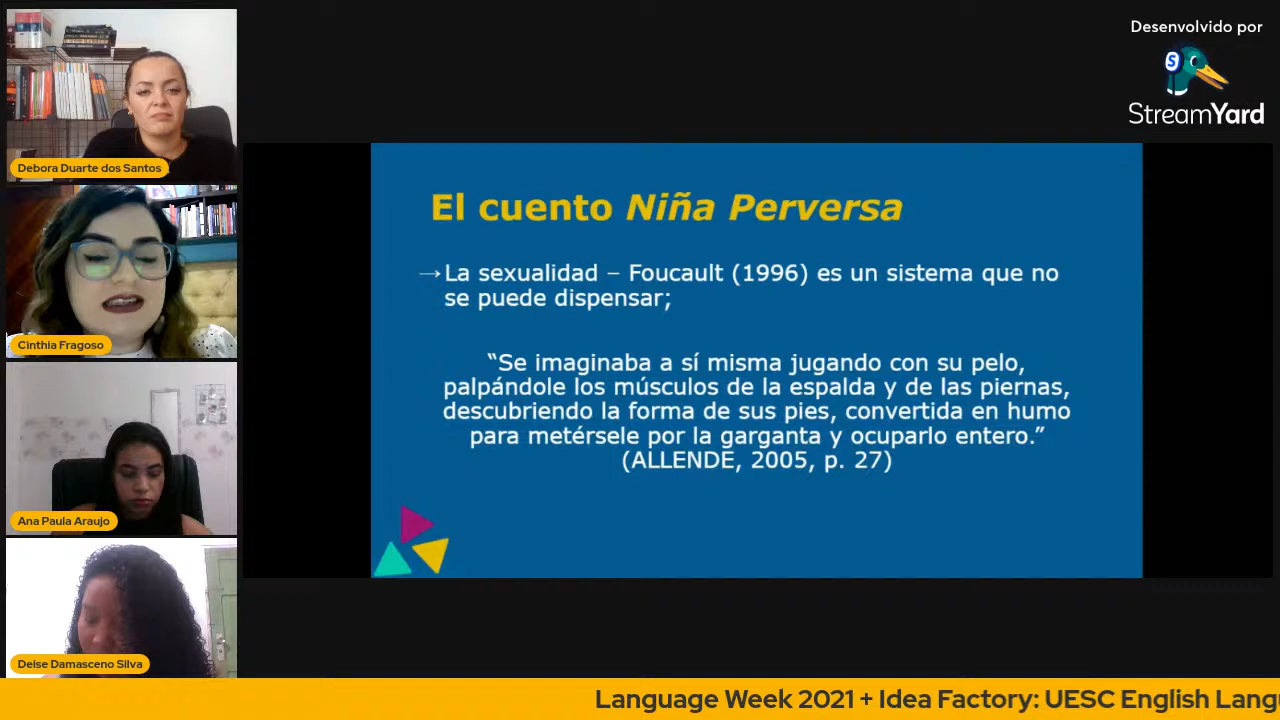 Debora Duarte dos Santos
Cinthia Fragoso
Ana Paula Araujo
Deise Damasceno Silva
Desenvolvido por
StreamYard
El cuento Niña Perversa
→La sexualidad – Foucault (1996) es un sistema que no
se puede dispensar;
“Se imaginaba a sí misma jugando con su pelo,
palpándole los músculos de la espalda y de las piernas,
descubriendo la forma de sus pies, convertida en humo
para metérsele por la garganta y ocuparlo entero.”
(ALLENDE, 2005, p. 27)
Language Week 2021 + Idea Factory: UESC English Lang